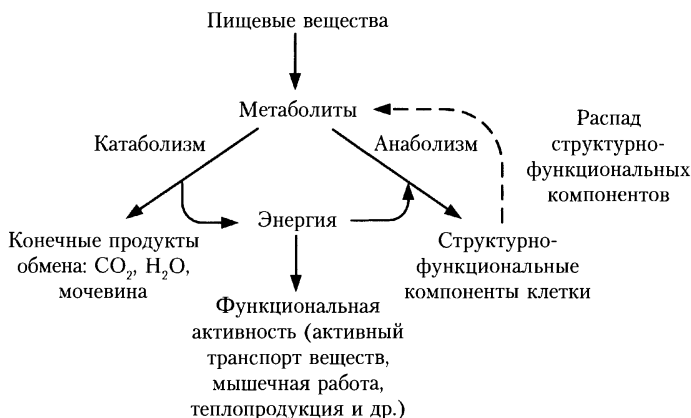 Пищевые вещества
Метаболиты
Распад
структурно-
функциональных
компонентов
Катаболизм
Анаболизм
Энергия
Конечные продукты
обмена: CO₂, H₂O,
мочевина
Структурно-
функциональные
компоненты клетки
Функциональная
активность (активный
транспорт веществ,
мышечная работа,
теплопродукция и др.)